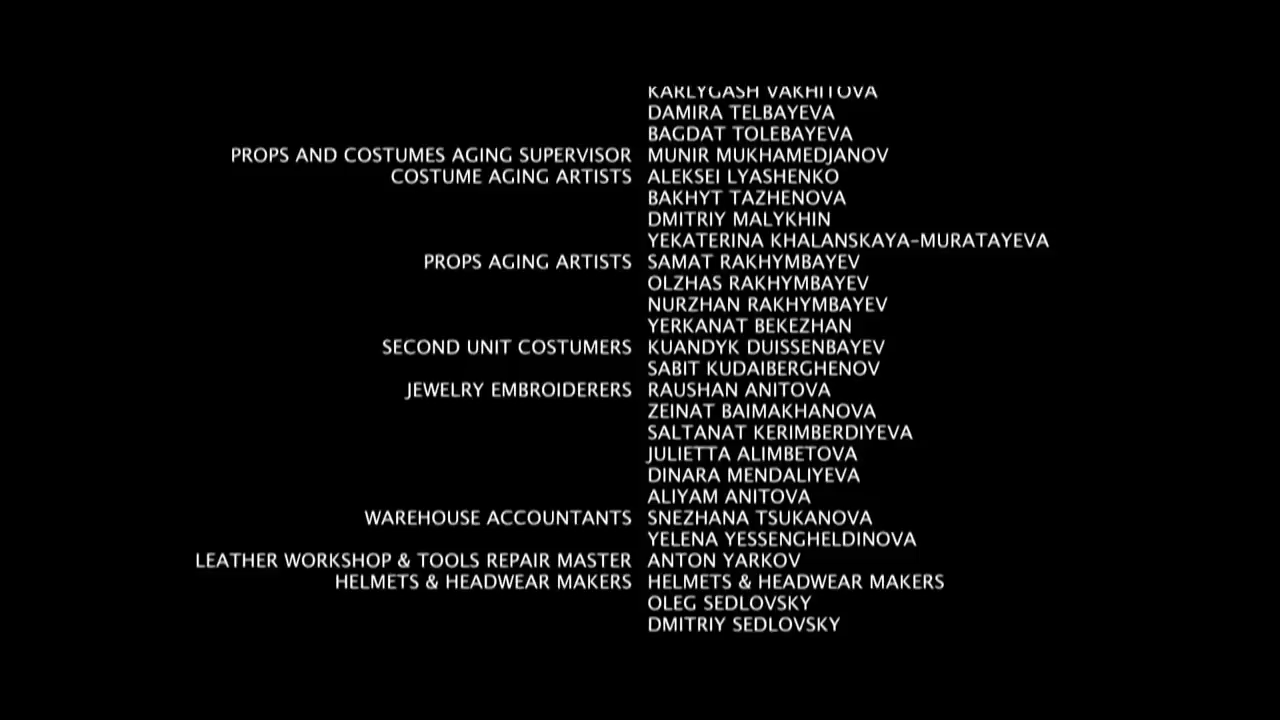 KARLYGASH VAKHITOVA
DAMIRA TELBAYEVA
BAGDAT TOLEBAYEVA
PROPS AND COSTUMES AGING SUPERVISOR MUNIR MUKHAMEDJANOV
COSTUME AGING ARTISTS ALEKSEI LYASHENKO
BAKHYT TAZHENOVA
DMITRIY MALYKHIN
YEKATERINA KHALANSKAYA-MURATAYEVA
PROPS AGING ARTISTS SAMAT RAKHYMBAYEV
OLZHAS RAKHYMBAYEV
NURZHAN RAKHYMBAYEV
YERKANAT BEKEZHAN
SECOND UNIT COSTUMERS KUANDYK DUISSENBAYEV
SABIT KUDAIBERGHENOV
JEWELRY EMBROIDERERS RAUSHAN ANITOVA
ZEINAT BAIMAKHANOVA
SALTANAT KERIMBERDIYEVA
JULIETTA ALIMBETOVA
DINARA MENDALIYEVA
ALIYAM ANITOVA
WAREHOUSE ACCOUNTANTS SNEZHANA TSUKANOVA
YELENA YESSENGHELDINOVA
LEATHER WORKSHOP & TOOLS REPAIR MASTER ANTON YARKOV
HELMETS & HEADWEAR MAKERS HELMETS & HEADWEAR MAKERS
OLEG SEDLOVSKY
DMITRIY SEDLOVSKY